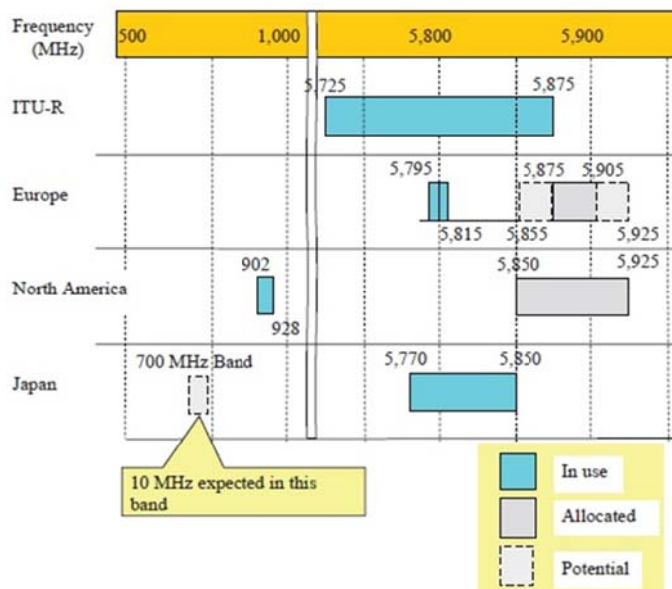 Frequency
(MHz)
500
1,000
5,800
5,900
ITU-R
5,725
5,875
Europe
5,795
5,875
5,905
5,815
5,855
5,925
North America
902
928
5,850
5,925
Japan
700 MHz Band
5,770
5,850
10 MHz expected in this
band
In use
Allocated
Potential